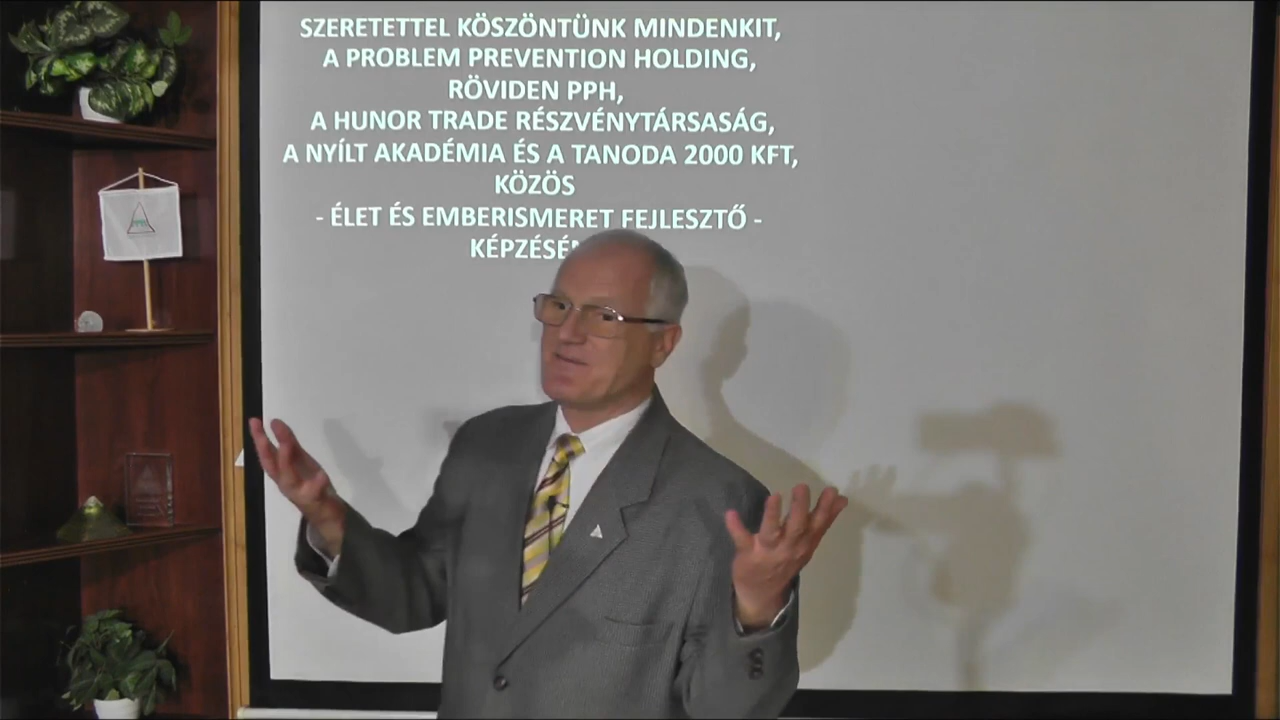 SZERETETTEL KÖSZÖNTÜNK MINDENKIT,
A PROBLEM PREVENTION HOLDING,
RÖVIDEN PPH,
A HUNOR TRADE RÉSZVÉNYTÁRSASÁG,
A NYÍLT AKADÉMIA ÉS A TANODA 2000 KFT,
KÖZÖS
- ÉLET ÉS EMBERISMERET FEJLESZTŐ -